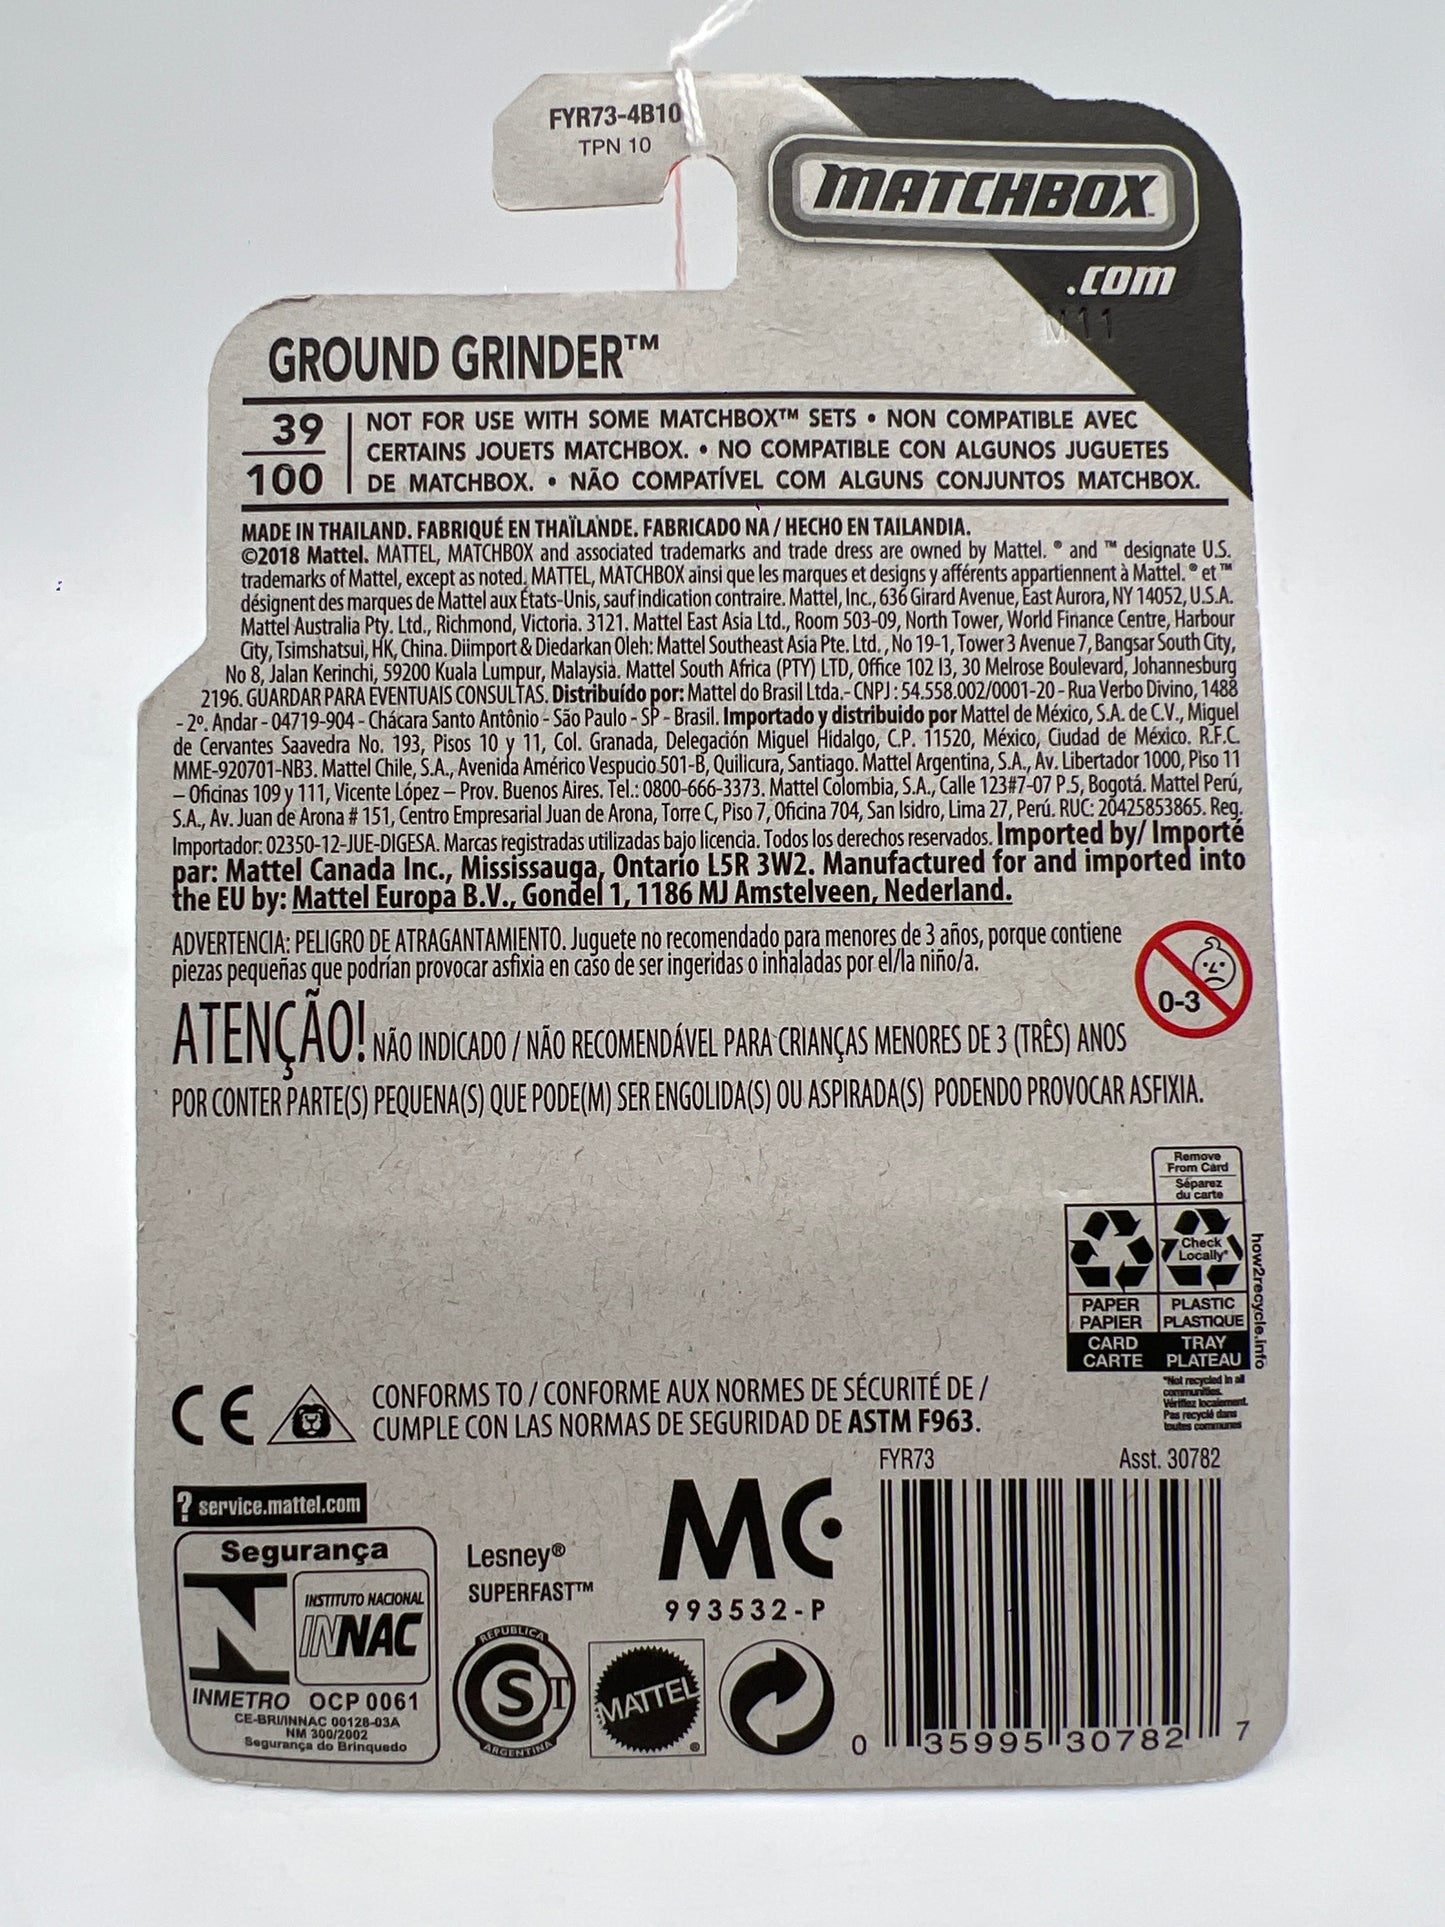 FYR73-4B10
TPN 10
MATCHBOX
.com
M11
GROUND GRINDER™
39
100
NOT FOR USE WITH SOME MATCHBOX™ SETS • NON COMPATIBLE AVEC
CERTAINS JOUETS MATCHBOX. • NO COMPATIBLE CON ALGUNOS JUGUETES
DE MATCHBOX. • NÃO COMPATÍVEL COM ALGUNS CONJUNTOS MATCHBOX.
MADE IN THAILAND. FABRIQUÉ EN THAÏLANDE. FABRICADO NA / HECHO EN TAILANDIA.
©2018 Mattel. MATTEL, MATCHBOX and associated trademarks and trade dress are owned by Mattel. ® and ™ designate U.S.
trademarks of Mattel, except as noted. MATTEL, MATCHBOX ainsi que les marques et designs y afférents appartiennent à Mattel. ® et ™
désignent des marques de Mattel aux États-Unis, sauf indication contraire. Mattel, Inc., 636 Girard Avenue, East Aurora, NY 14052, U.S.A.
Mattel Australia Pty. Ltd., Richmond, Victoria. 3121. Mattel East Asia Ltd., Room 503-09, North Tower, World Finance Centre, Harbour
City, Tsimshatsui, HK, China. Diimport & Diedarkan Oleh: Mattel Southeast Asia Pte. Ltd. , No 19-1, Tower 3 Avenue 7, Bangsar South City,
No 8, Jalan Kerinchi, 59200 Kuala Lumpur, Malaysia. Mattel South Africa (PTY) LTD, Office 102 I3, 30 Melrose Boulevard, Johannesburg
2196. GUARDAR PARA EVENTUAIS CONSULTAS. Distribuído por: Mattel do Brasil Ltda.- CNPJ : 54.558.002/0001-20 - Rua Verbo Divino, 1488
- 2º. Andar - 04719-904 - Chácara Santo Antônio - São Paulo - SP - Brasil. Importado y distribuido por Mattel de México, S.A. de C.V., Miguel
de Cervantes Saavedra No. 193, Pisos 10 y 11, Col. Granada, Delegación Miguel Hidalgo, C.P. 11520, México, Ciudad de México. R.F.C.
MME-920701-NB3. Mattel Chile, S.A., Avenida Américo Vespucio 501-B, Quilicura, Santiago. Mattel Argentina, S.A., Av. Libertador 1000, Piso 11
– Oficinas 109 y 111, Vicente López – Prov. Buenos Aires. Tel.: 0800-666-3373. Mattel Colombia, S.A., Calle 123#7-07 P.5, Bogotá. Mattel Perú,
S.A., Av. Juan de Arona # 151, Centro Empresarial Juan de Arona, Torre C, Piso 7, Oficina 704, San Isidro, Lima 27, Perú. RUC: 20425853865. Reg.
Importador: 02350-12-JUE-DIGESA. Marcas registradas utilizadas bajo licencia. Todos los derechos reservados. Imported by/ Importé
par: Mattel Canada Inc., Mississauga, Ontario L5R 3W2. Manufactured for and imported into
the EU by: Mattel Europa B.V., Gondel 1, 1186 MJ Amstelveen, Nederland.
ADVERTENCIA: PELIGRO DE ATRAGANTAMIENTO. Juguete no recomendado para menores de 3 años, porque contiene
piezas pequeñas que podrían provocar asfixia en caso de ser ingeridas o inhaladas por el/la niño/a.
0-3
ATENÇÃO! NÃO INDICADO / NÃO RECOMENDÁVEL PARA CRIANÇAS MENORES DE 3 (TRÊS) ANOS
POR CONTER PARTE(S) PEQUENA(S) QUE PODE(M) SER ENGOLIDA(S) OU ASPIRADA(S) PODENDO PROVOCAR ASFIXIA.
Remove
From Card
Séparez
du carte
Check
Locally*
PAPER
PAPIER
CARD
CARTE
PLASTIC
PLASTIQUE
TRAY
PLATEAU
how2recycle.info
*Not recycled in all
communities.
Vérifiez localement.
Pas recyclé dans
toutes communes
CE
CONFORMS TO / CONFORME AUX NORMES DE SÉCURITÉ DE /
CUMPLE CON LAS NORMAS DE SEGURIDAD DE ASTM F963.
FYR73 Asst. 30782
? service.mattel.com
Segurança
INSTITUTO NACIONAL
INNAC
INMETRO OCP 0061
CE-BRI/INNAC 00128-03A
NM 300/2002
Segurança do Brinquedo
Lesney®
SUPERFAST™
MC
993532-P
REPUBLICA
S T
ARGENTINA
MATTEL ®
0 35995 30782 7